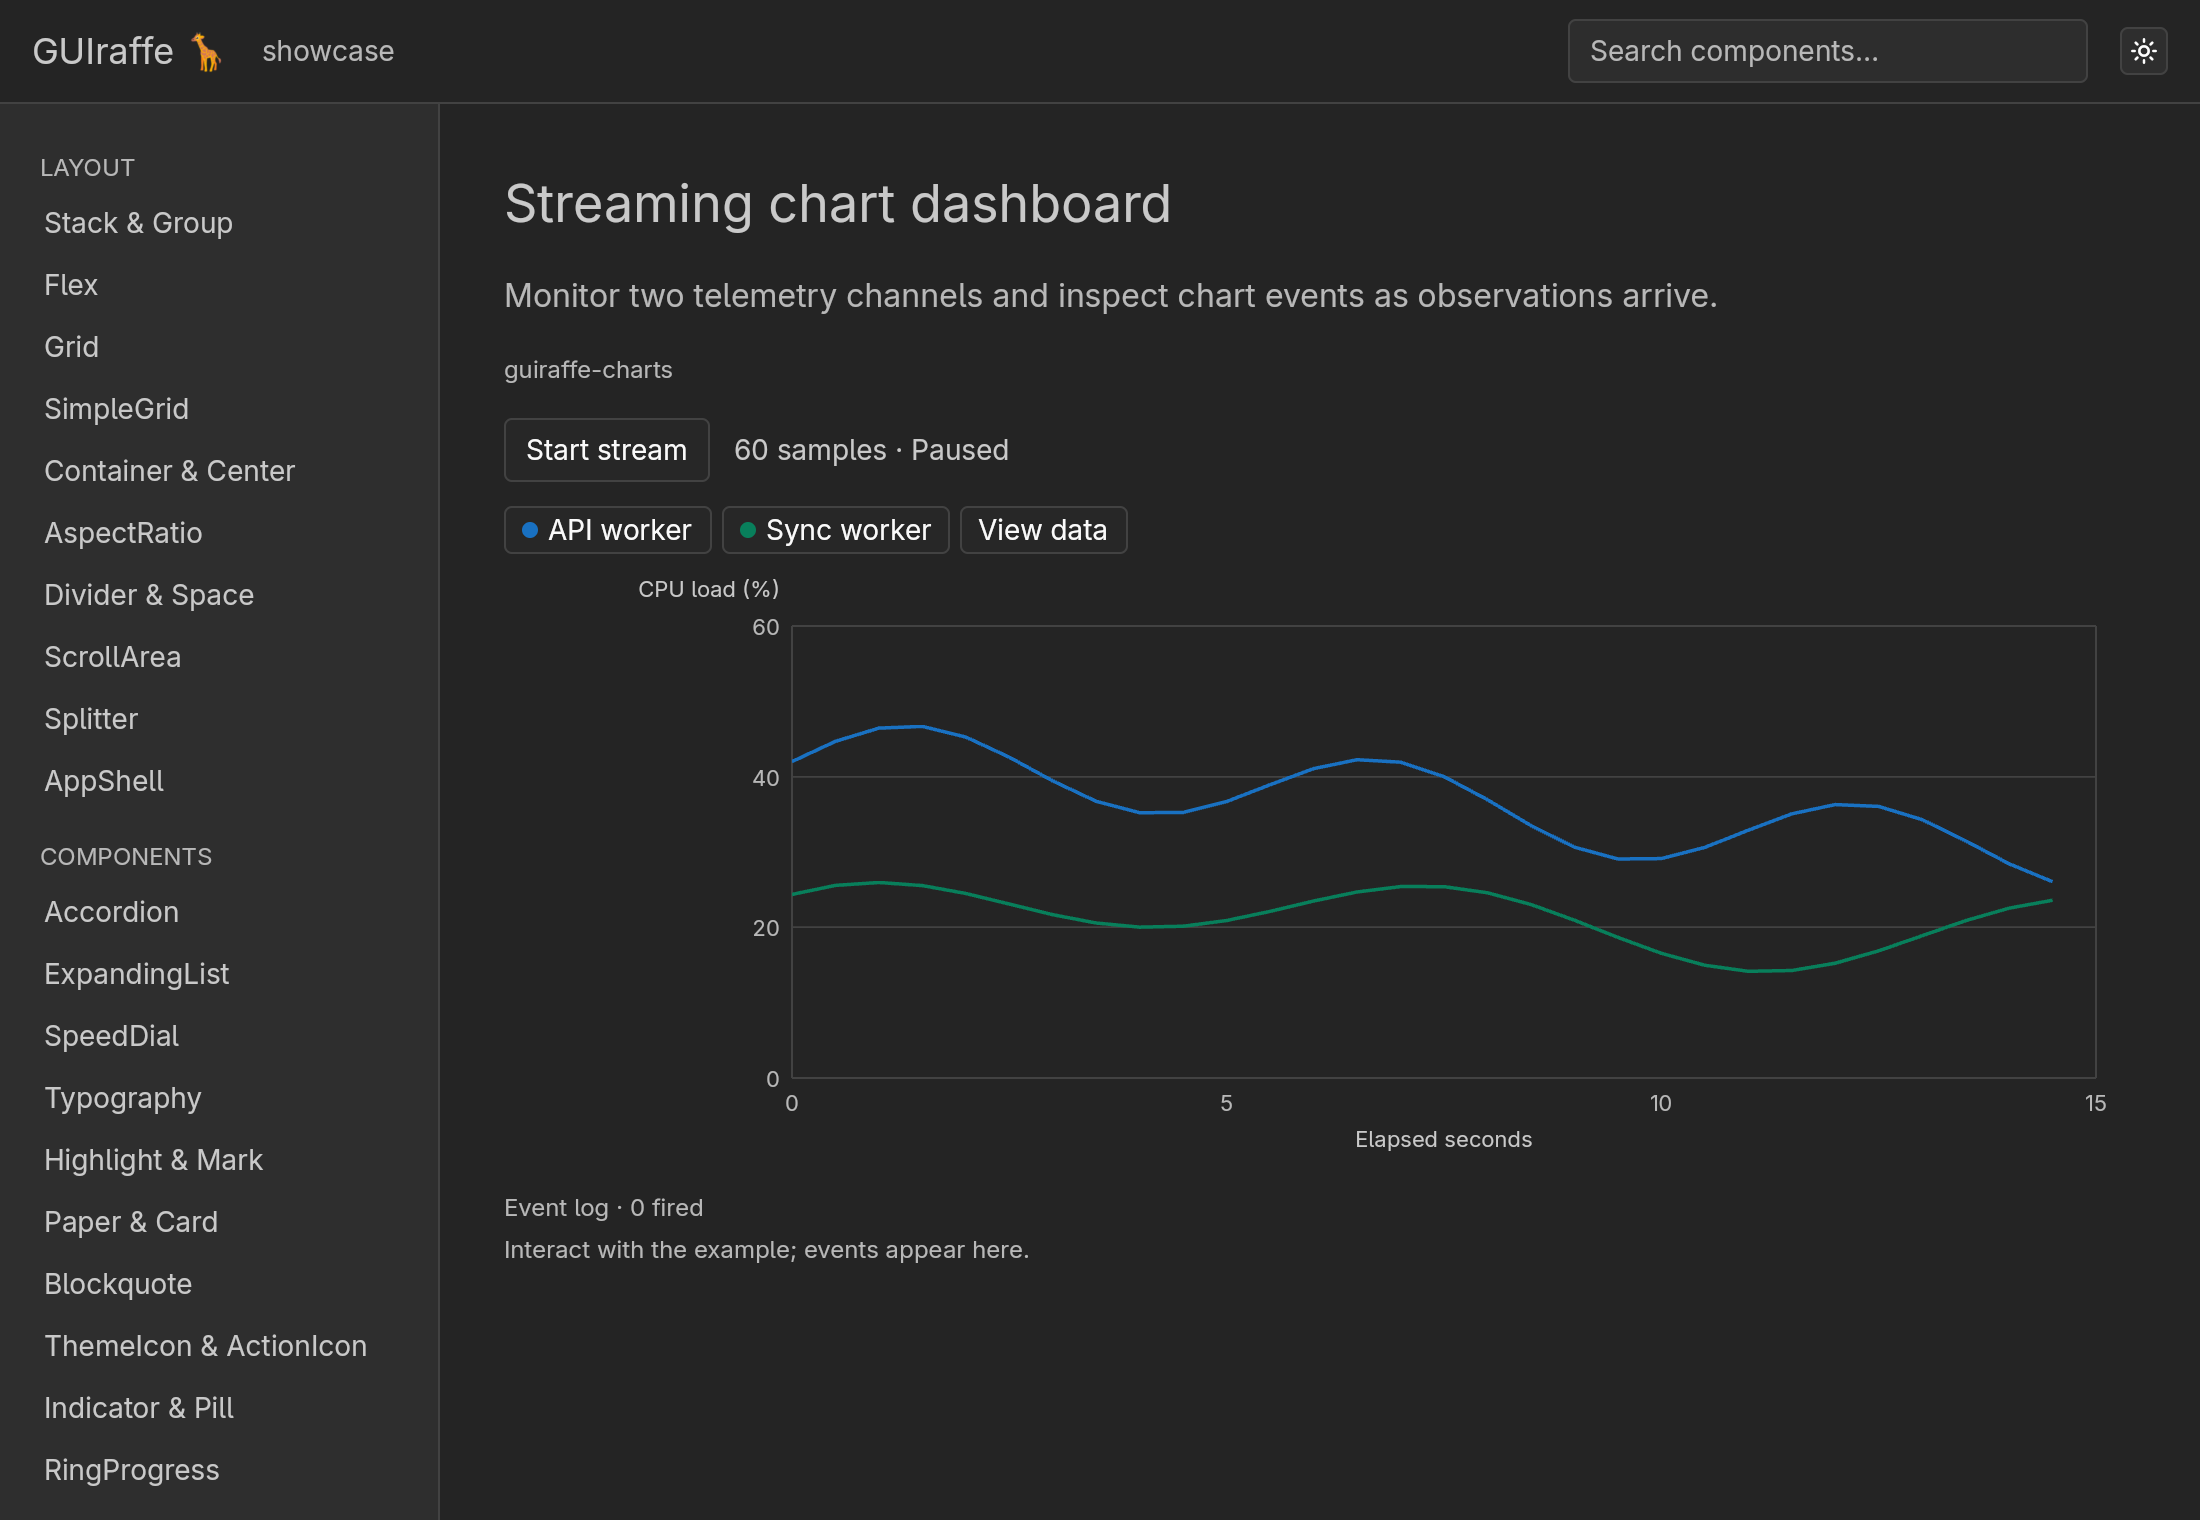 GUIraffe 🦒 showcase
Search components...
LAYOUT
Stack & Group
Flex
Grid
SimpleGrid
Container & Center
AspectRatio
Divider & Space
ScrollArea
Splitter
AppShell
COMPONENTS
Accordion
ExpandingList
SpeedDial
Typography
Highlight & Mark
Paper & Card
Blockquote
ThemeIcon & ActionIcon
Indicator & Pill
RingProgress
Streaming chart dashboard
Monitor two telemetry channels and inspect chart events as observations arrive.
guiraffe-charts
Start stream 60 samples · Paused
API worker Sync worker View data
CPU load (%)
60
40
20
0
0 5 10 15
Elapsed seconds
Event log · 0 fired
Interact with the example; events appear here.